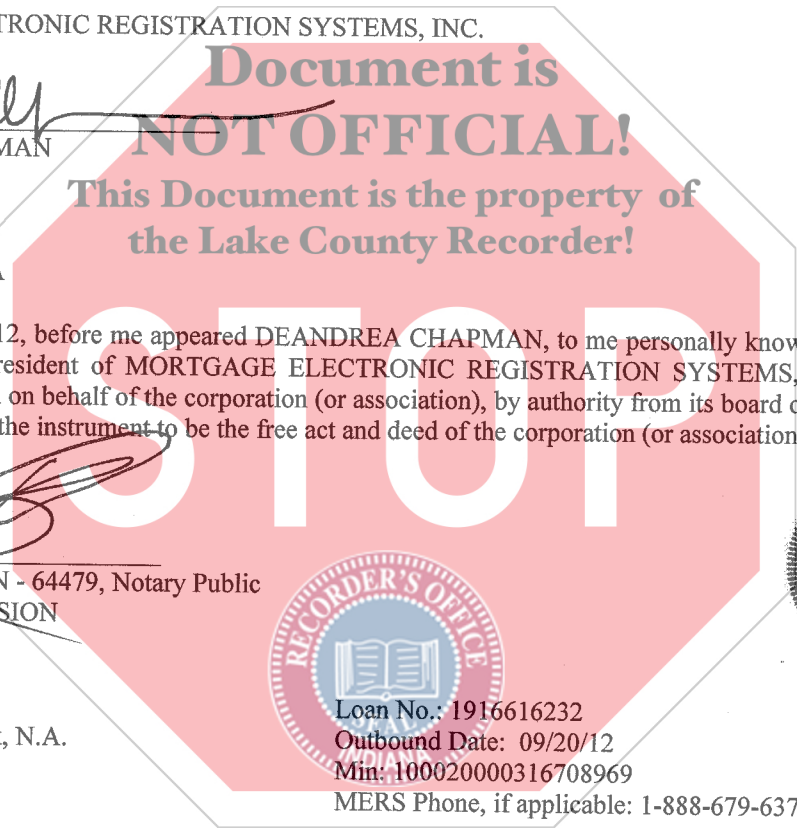 TRONIC REGISTRATION SYSTEMS, INC.
Document is
NOT OFFICIAL!
MAN
This Document is the property of
the Lake County Recorder!
A
12, before me appeared DEANDREA CHAPMAN, to me personally know
resident of MORTGAGE ELECTRONIC REGISTRATION SYSTEMS,
on behalf of the corporation (or association), by authority from its board
the instrument to be the free act and deed of the corporation (or association
STOP
N - 64479, Notary Public
SION
RECORDER'S OFFICE
SEAL
INDIANA
Loan No.: 1916616232
, N.A.
Outbound Date: 09/20/12
Min: 100020000316708969
MERS Phone, if applicable: 1-888-679-637